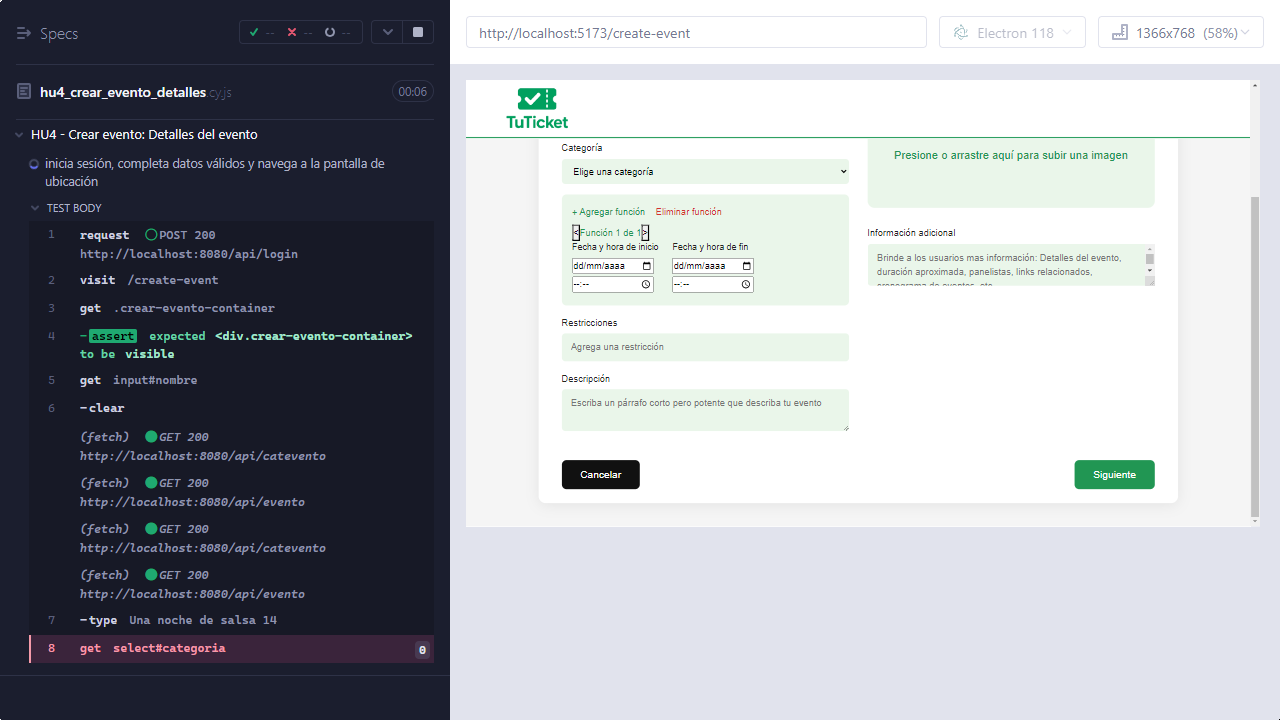 Specs
-- -- --
hu4_crear_evento_detalles.cy.js 00:06
HU4 - Crear evento: Detalles del evento
inicia sesión, completa datos válidos y navega a la pantalla de
ubicación
TEST BODY
1 request POST 200
http://localhost:8080/api/login
2 visit /create-event
3 get .crear-evento-container
4 -assert expected <div.crear-evento-container>
to be visible
5 get input#nombre
6 -clear
(fetch) GET 200
http://localhost:8080/api/catevento
(fetch) GET 200
http://localhost:8080/api/evento
(fetch) GET 200
http://localhost:8080/api/catevento
(fetch) GET 200
http://localhost:8080/api/evento
7 -type Una noche de salsa 14
8 get select#categoria 0
http://localhost:5173/create-event
Electron 118
1366x768 (58%)
TuTicket
Categoría
Elige una categoría
+ Agregar función Eliminar función
<Función 1 de 1>
Fecha y hora de inicio Fecha y hora de fin
dd/mm/aaaa dd/mm/aaaa
--:-- --:--
Restricciones
Agrega una restricción
Descripción
Escriba un párrafo corto pero potente que describa tu evento
Presione o arrastre aquí para subir una imagen
Información adicional
Brinde a los usuarios mas información: Detalles del evento,
duración aproximada, panelistas, links relacionados,
cronograma de eventos, etc.
Cancelar
Siguiente